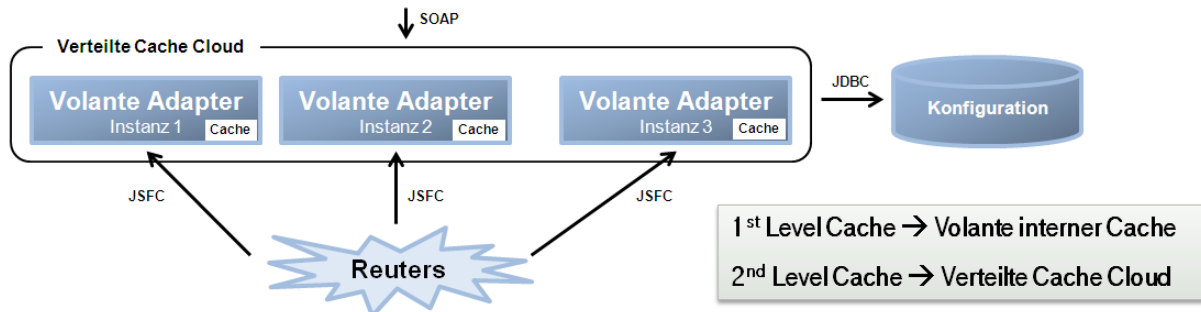 SOAP
Verteilte Cache Cloud
Volante Adapter
Instanz 1
Cache
Volante Adapter
Instanz 2
Cache
Volante Adapter
Instanz 3
Cache
JDBC
Konfiguration
JSFC
JSFC
JSFC
Reuters
1st Level Cache → Volante interner Cache
2nd Level Cache → Verteilte Cache Cloud